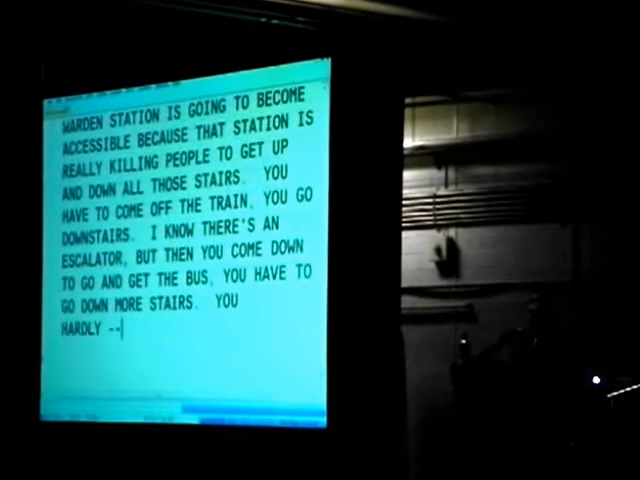 WARDEN STATION IS GOING TO BECOME
ACCESSIBLE BECAUSE THAT STATION IS
REALLY KILLING PEOPLE TO GET UP
AND DOWN ALL THOSE STAIRS. YOU
HAVE TO COME OFF THE TRAIN, YOU GO
DOWNSTAIRS. I KNOW THERE'S AN
ESCALATOR, BUT THEN YOU COME DOWN
TO GO AND GET THE BUS, YOU HAVE TO
GO DOWN MORE STAIRS. YOU
HARDLY --